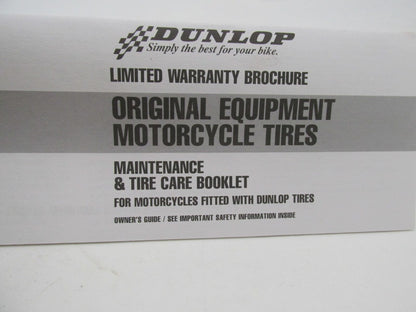 DUNLOP
Simply the best for your bike.
LIMITED WARRANTY BROCHURE
ORIGINAL EQUIPMENT
MOTORCYCLE TIRES
MAINTENANCE
& TIRE CARE BOOKLET
FOR MOTORCYCLES FITTED WITH DUNLOP TIRES
OWNER'S GUIDE / SEE IMPORTANT SAFETY INFORMATION INSIDE